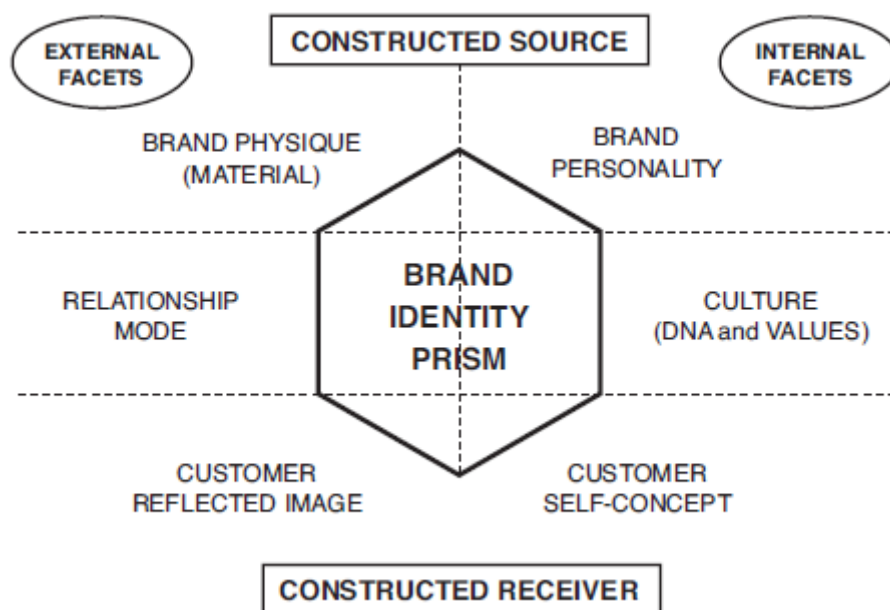 EXTERNAL
FACETS
CONSTRUCTED SOURCE
INTERNAL
FACETS
BRAND PHYSIQUE
(MATERIAL)
BRAND
PERSONALITY
RELATIONSHIP
MODE
BRAND
IDENTITY
PRISM
CULTURE
(DNA and VALUES)
CUSTOMER
REFLECTED IMAGE
CUSTOMER
SELF-CONCEPT
CONSTRUCTED RECEIVER